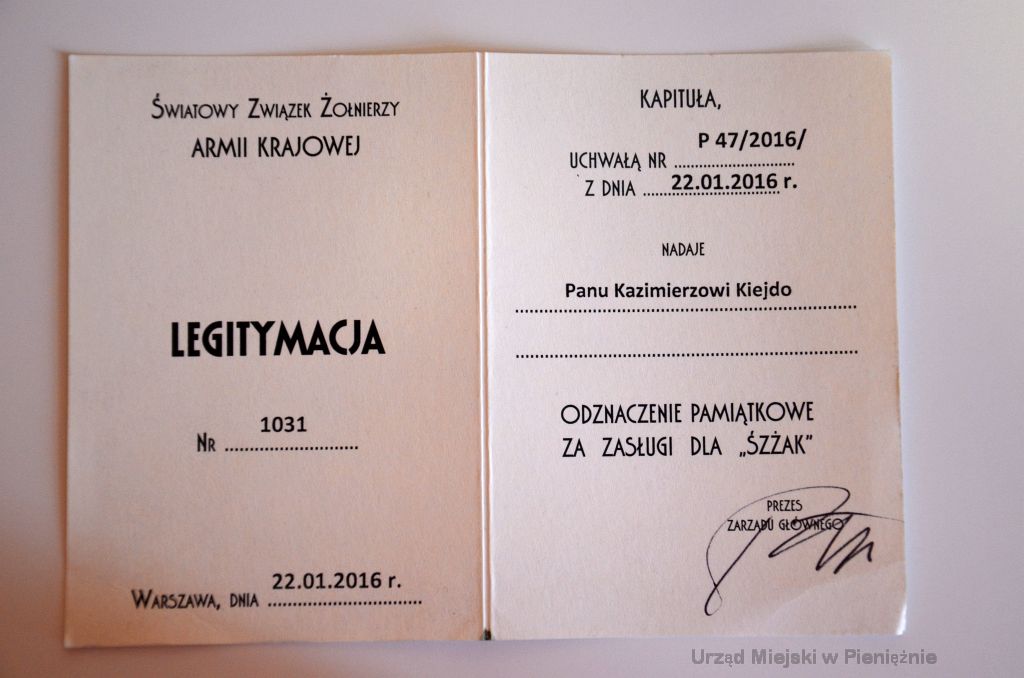 Światowy Związek Żołnierzy
ARMII KRAJOWEJ
LEGITYMACJA
1031
Nr ........................
22.01.2016 r.
Warszawa, dnia ........................
KAPITUŁA,
P 47/2016/
UCHWAŁĄ NR ........................
22.01.2016 r.
Z DNIA ........................
NADAJE
Panu Kazimierzowi Kiejdo
ODZNACZENIE PAMIĄTKOWE
ZA ZASŁUGI DLA „ŚZŻAK”
PREZES
ZARZĄDU GŁÓWNEGO
Urząd Miejski w Pieniężnie